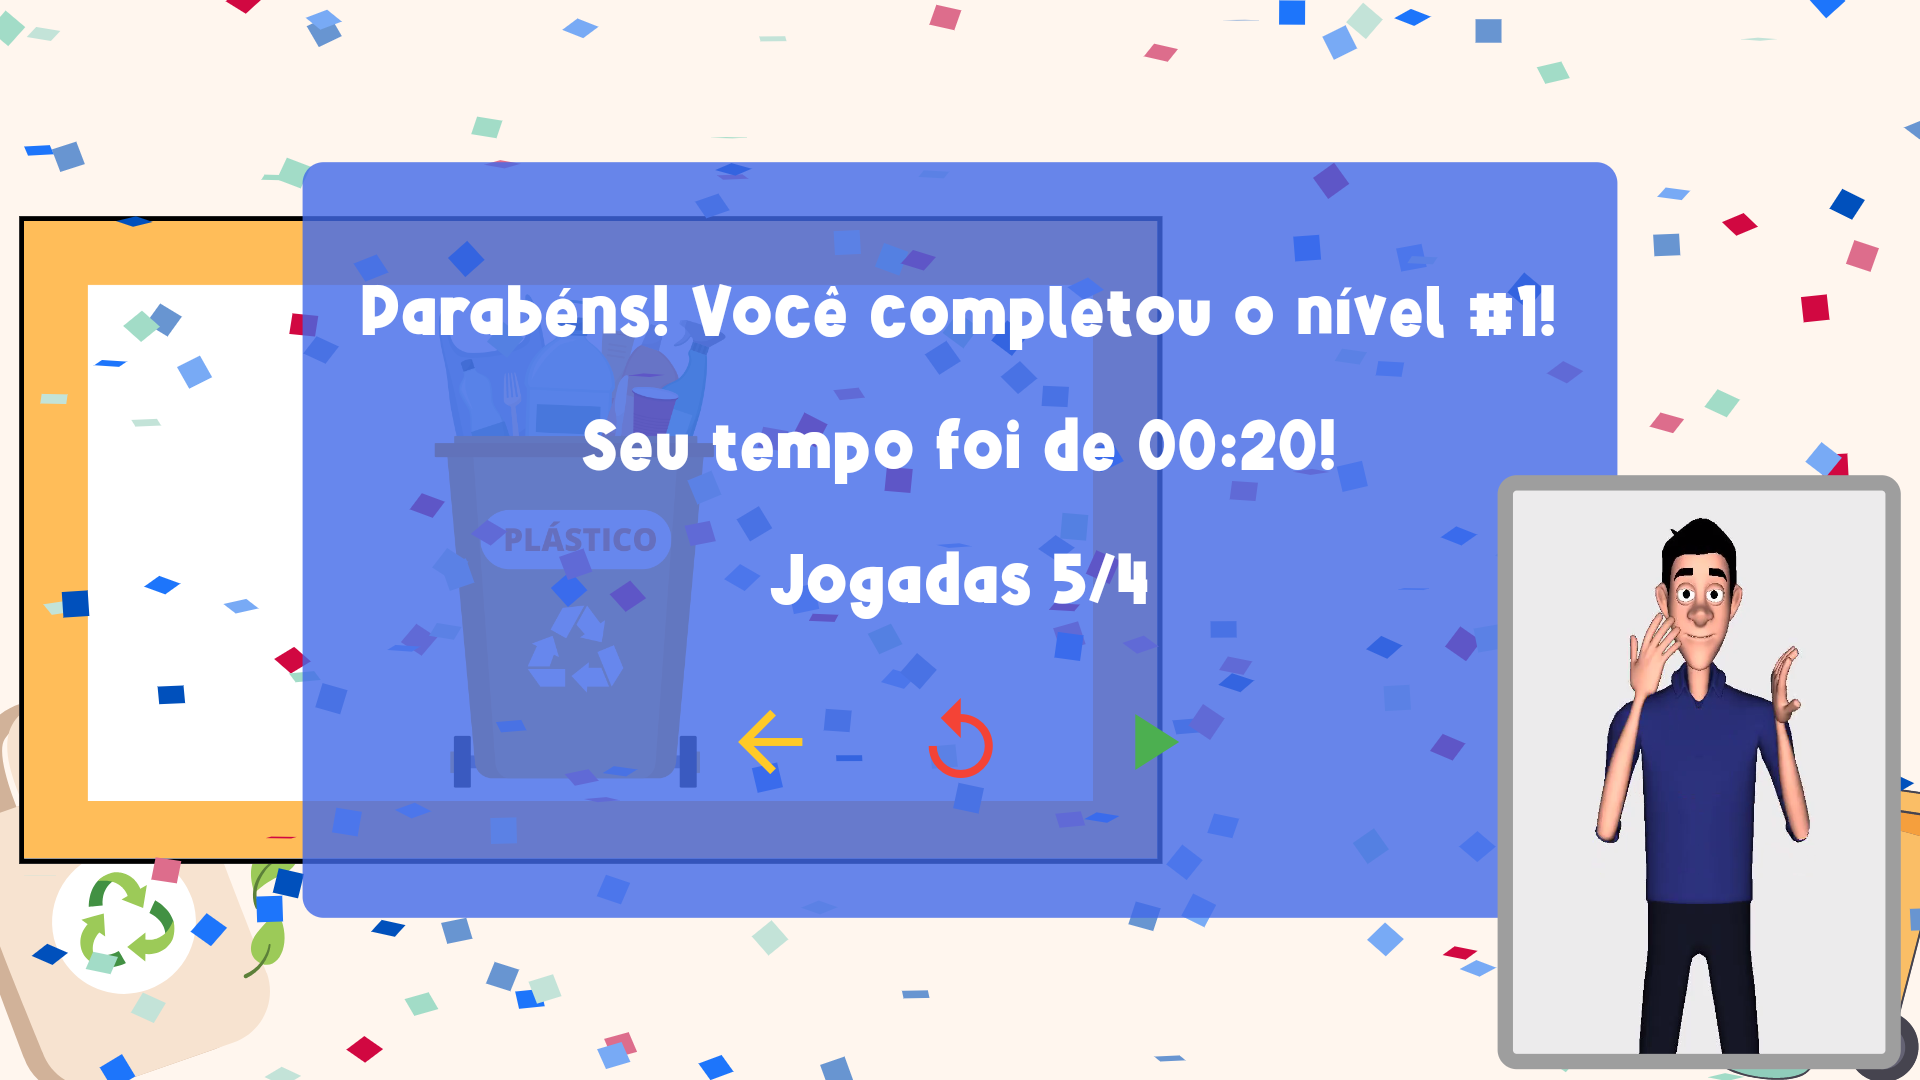 Parabéns! Você completou o nível #1!
Seu tempo foi de 00:20!
PLÁSTICO
Jogadas 5/4